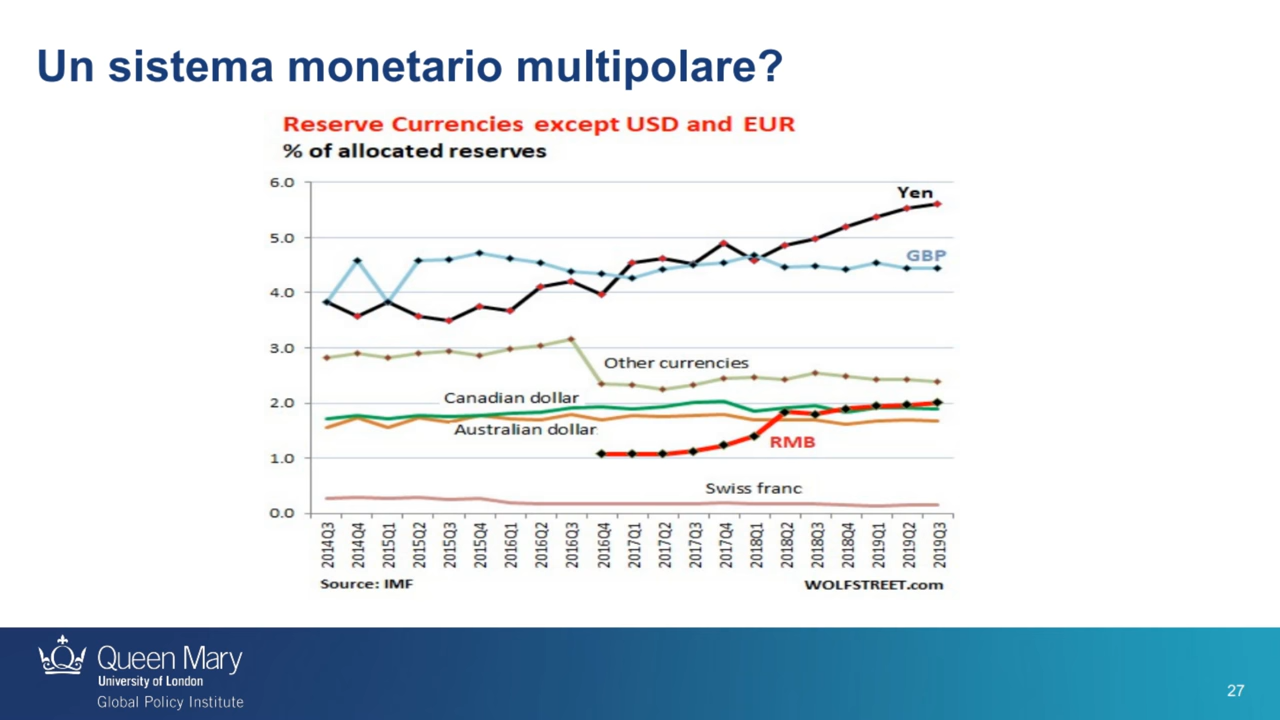 Un sistema monetario multipolare?
Reserve Currencies except USD and EUR
% of allocated reserves
6.0
5.0
4.0
3.0
2.0
1.0
0.0
Yen
GBP
Other currencies
Canadian dollar
Australian dollar
RMB
Swiss franc
2014Q3
2014Q4
2015Q1
2015Q2
2015Q3
2015Q4
2016Q1
2016Q2
2016Q3
2016Q4
2017Q1
2017Q2
2017Q3
2017Q4
2018Q1
2018Q2
2018Q3
2018Q4
2019Q1
2019Q2
2019Q3
Source: IMF
WOLFSTREET.com
Queen Mary
University of London
Global Policy Institute
27